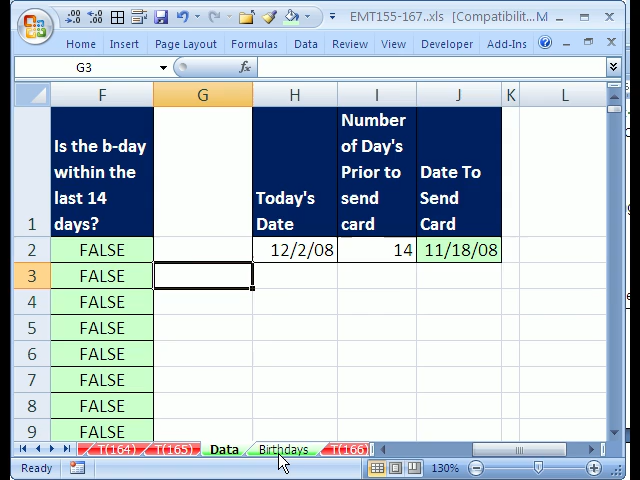 EMT155-167..xls [Compatibilit... M
Home Insert Page Layout Formulas Data Review View Developer Add-Ins
G3 fx
F G H I J K L
1 Is the b-day within the last 14 days? Today's Date Number of Day's Prior to send card Date To Send Card
2 FALSE 12/2/08 14 11/18/08
3 FALSE
4 FALSE
5 FALSE
6 FALSE
7 FALSE
8 FALSE
9 FALSE
T(164) T(165) Data Birthdays T(166
Ready 130%